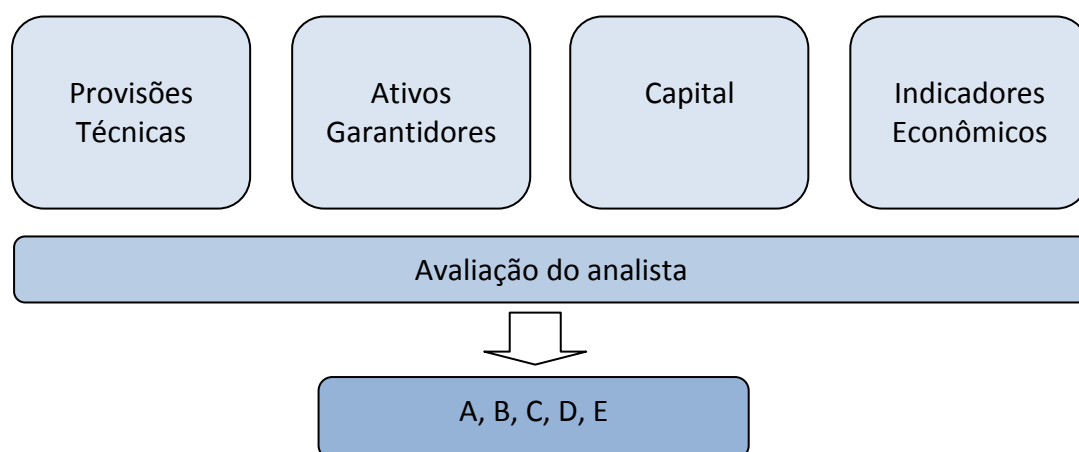 Provisões
Técnicas
Ativos
Garantidores
Capital
Indicadores
Econômicos
Avaliação do analista
A, B, C, D, E